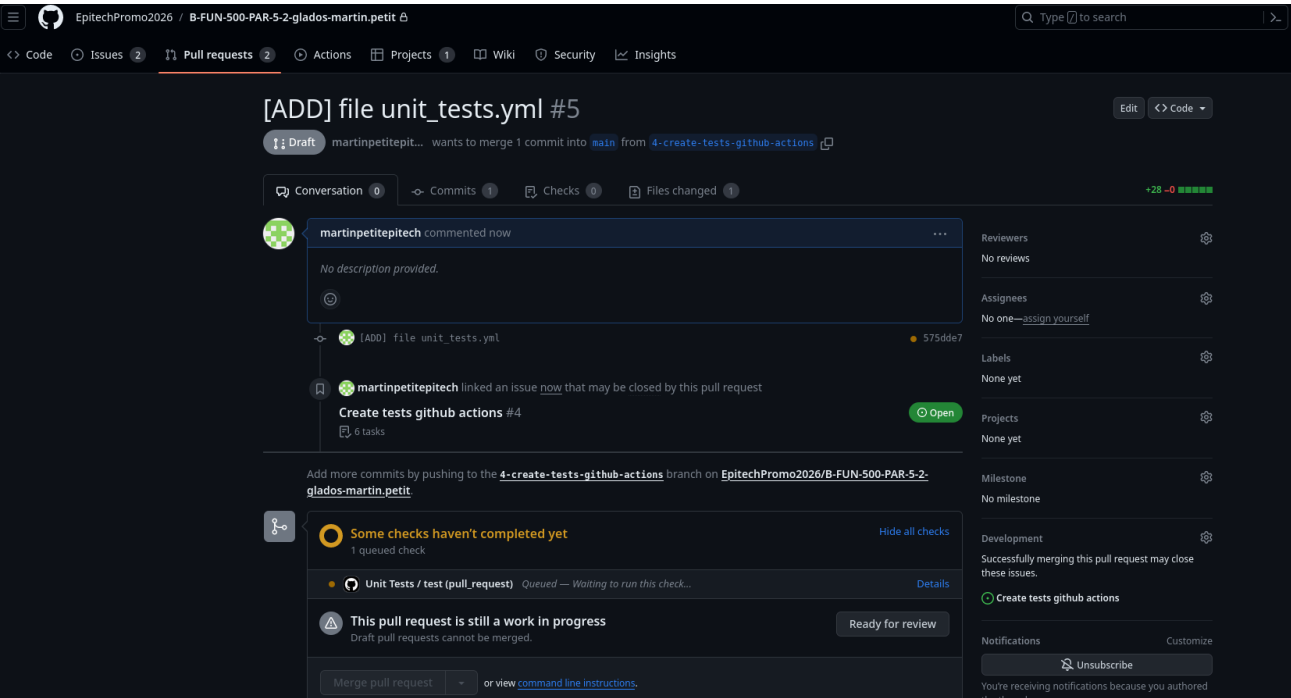 EpitechPromo2026 / B-FUN-500-PAR-5-2-glados-martin.petit
Type / to search
Code Issues 2 Pull requests 2 Actions Projects 1 Wiki Security Insights
[ADD] file unit_tests.yml #5
Edit <> Code
Draft martinpetitepit... wants to merge 1 commit into main from 4-create-tests-github-actions
Conversation 0 Commits 1 Checks 0 Files changed 1
+28 −0
martinpetitepitech commented now
...
No description provided.
[ADD] file unit_tests.yml 575dde7
martinpetitepitech linked an issue now that may be closed by this pull request
Create tests github actions #4
Open
6 tasks
Add more commits by pushing to the 4-create-tests-github-actions branch on EpitechPromo2026/B-FUN-500-PAR-5-2-
glados-martin.petit.
Some checks haven't completed yet
Hide all checks
1 queued check
Unit Tests / test (pull_request) Queued — Waiting to run this check...
Details
This pull request is still a work in progress
Draft pull requests cannot be merged.
Ready for review
Merge pull request
or view command line instructions.
Reviewers
No reviews
Assignees
No one—assign yourself
Labels
None yet
Projects
None yet
Milestone
No milestone
Development
Successfully merging this pull request may close
these issues.
Create tests github actions
Notifications Customize
Unsubscribe
You're receiving notifications because you authored